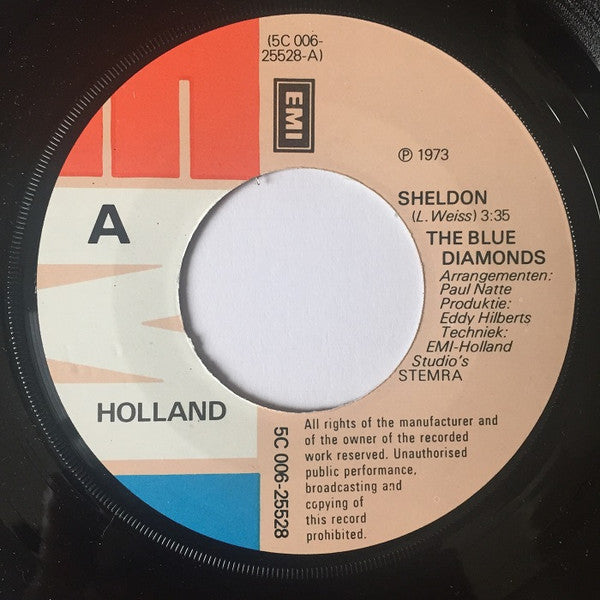 (5C 006-
25528-A)
EMI
℗ 1973
A
SHELDON
(L. Weiss) 3:35
THE BLUE
DIAMONDS
Arrangementen:
Paul Natte
Produktie:
Eddy Hilberts
Techniek:
EMI-Holland
Studio's
STEMRA
HOLLAND
5C 006-25528
All rights of the manufacturer and
of the owner of the recorded
work reserved. Unauthorised
public performance,
broadcasting and
copying of
this record
prohibited.